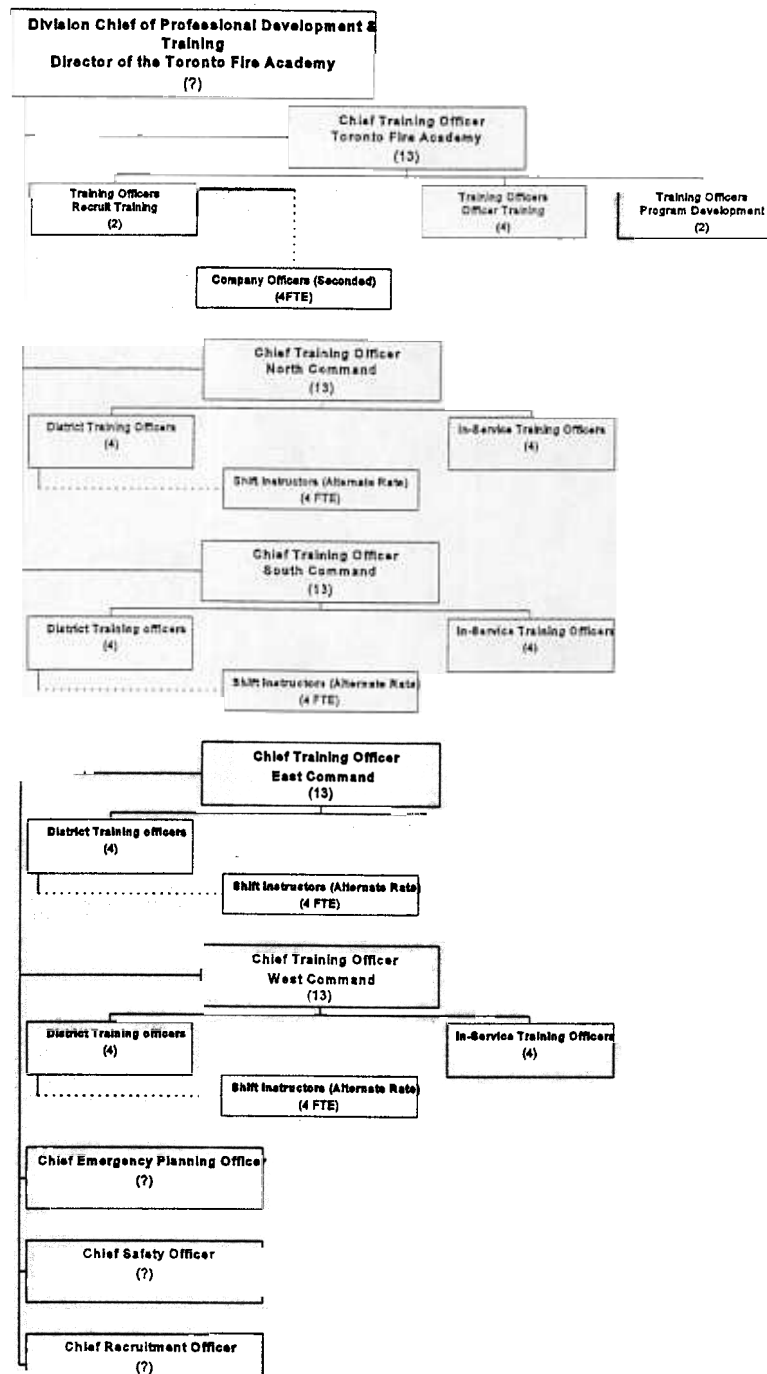 Division Chief of Professional Development &
Training
Director of the Toronto Fire Academy
(?)
Chief Training Officer
Toronto Fire Academy
(13)
Training Officers
Recruit Training
(2)
Training Officers
Officer Training
(4)
Training Officers
Program Development
(2)
Company Officers (Seconded)
(4FTE)
Chief Training Officer
North Command
(13)
District Training Officers
(4)
In-Service Training Officers
(4)
Shift Instructors (Alternate Rate)
(4 FTE)
Chief Training Officer
South Command
(13)
District Training officers
(4)
In-Service Training Officers
(4)
Shift Instructors (Alternate Rate)
(4 FTE)
Chief Training Officer
East Command
(13)
District Training officers
(4)
Shift Instructors (Alternate Rate)
(4 FTE)
Chief Training Officer
West Command
(13)
District Training officers
(4)
In-Service Training Officers
(4)
Shift Instructors (Alternate Rate)
(4 FTE)
Chief Emergency Planning Officer
(?)
Chief Safety Officer
(?)
Chief Recruitment Officer
(?)